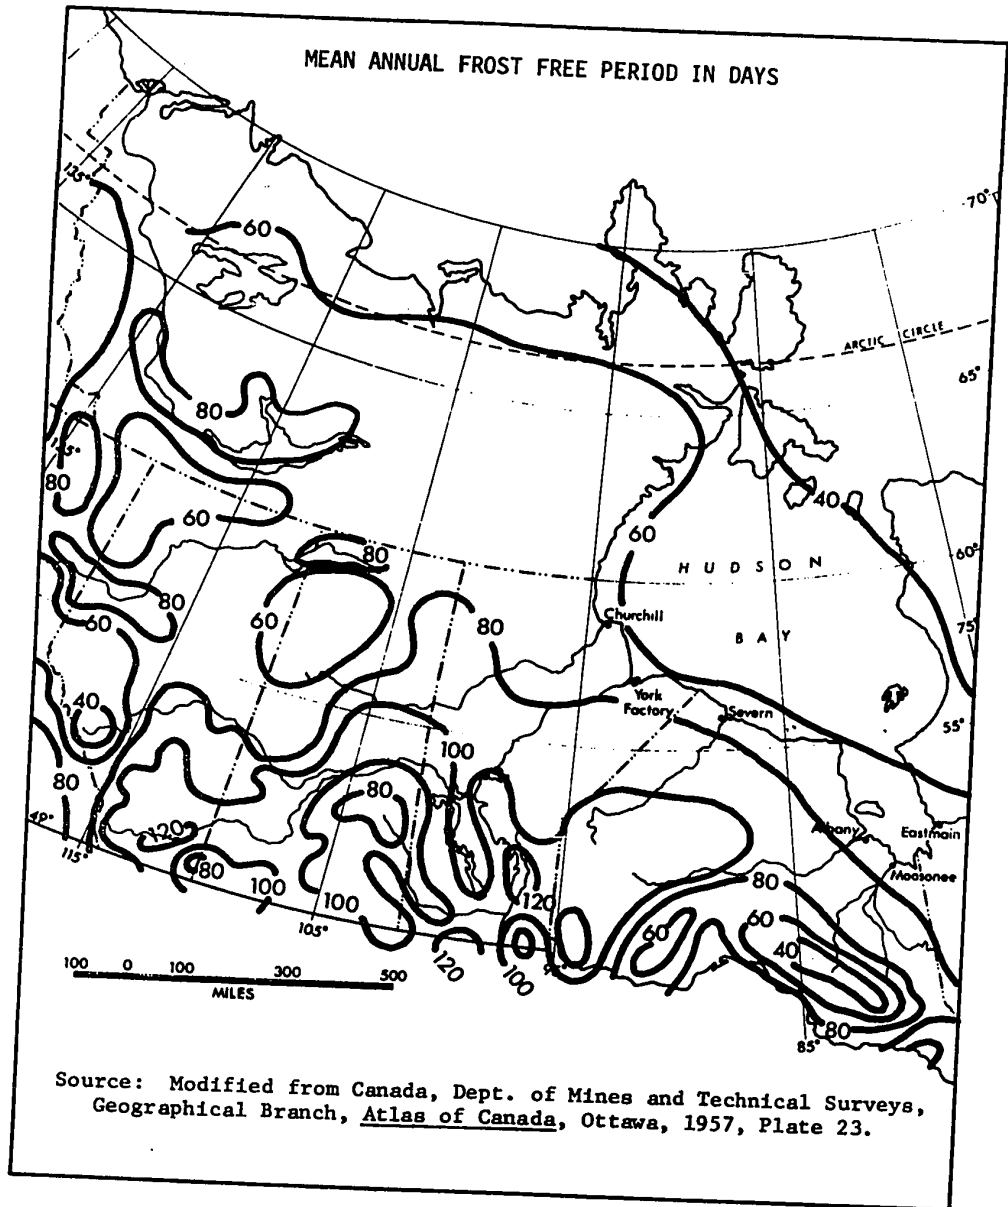 MEAN ANNUAL FROST FREE PERIOD IN DAYS
70°
135°
60
ARCTIC CIRCLE
65°
80
80
40
60
60
80
HUDSON
60°
80
60
Churchill
80
75°
60
BAY
York
Factory
Severn
55°
40
100
80
80
49°
120
Albany
Eastmain
115°
Moosonee
80
100
80
100
120
60
60
105°
40
120
100
100 0 100 300 500
MILES
80
85°
Source: Modified from Canada, Dept. of Mines and Technical Surveys,
Geographical Branch, Atlas of Canada, Ottawa, 1957, Plate 23.